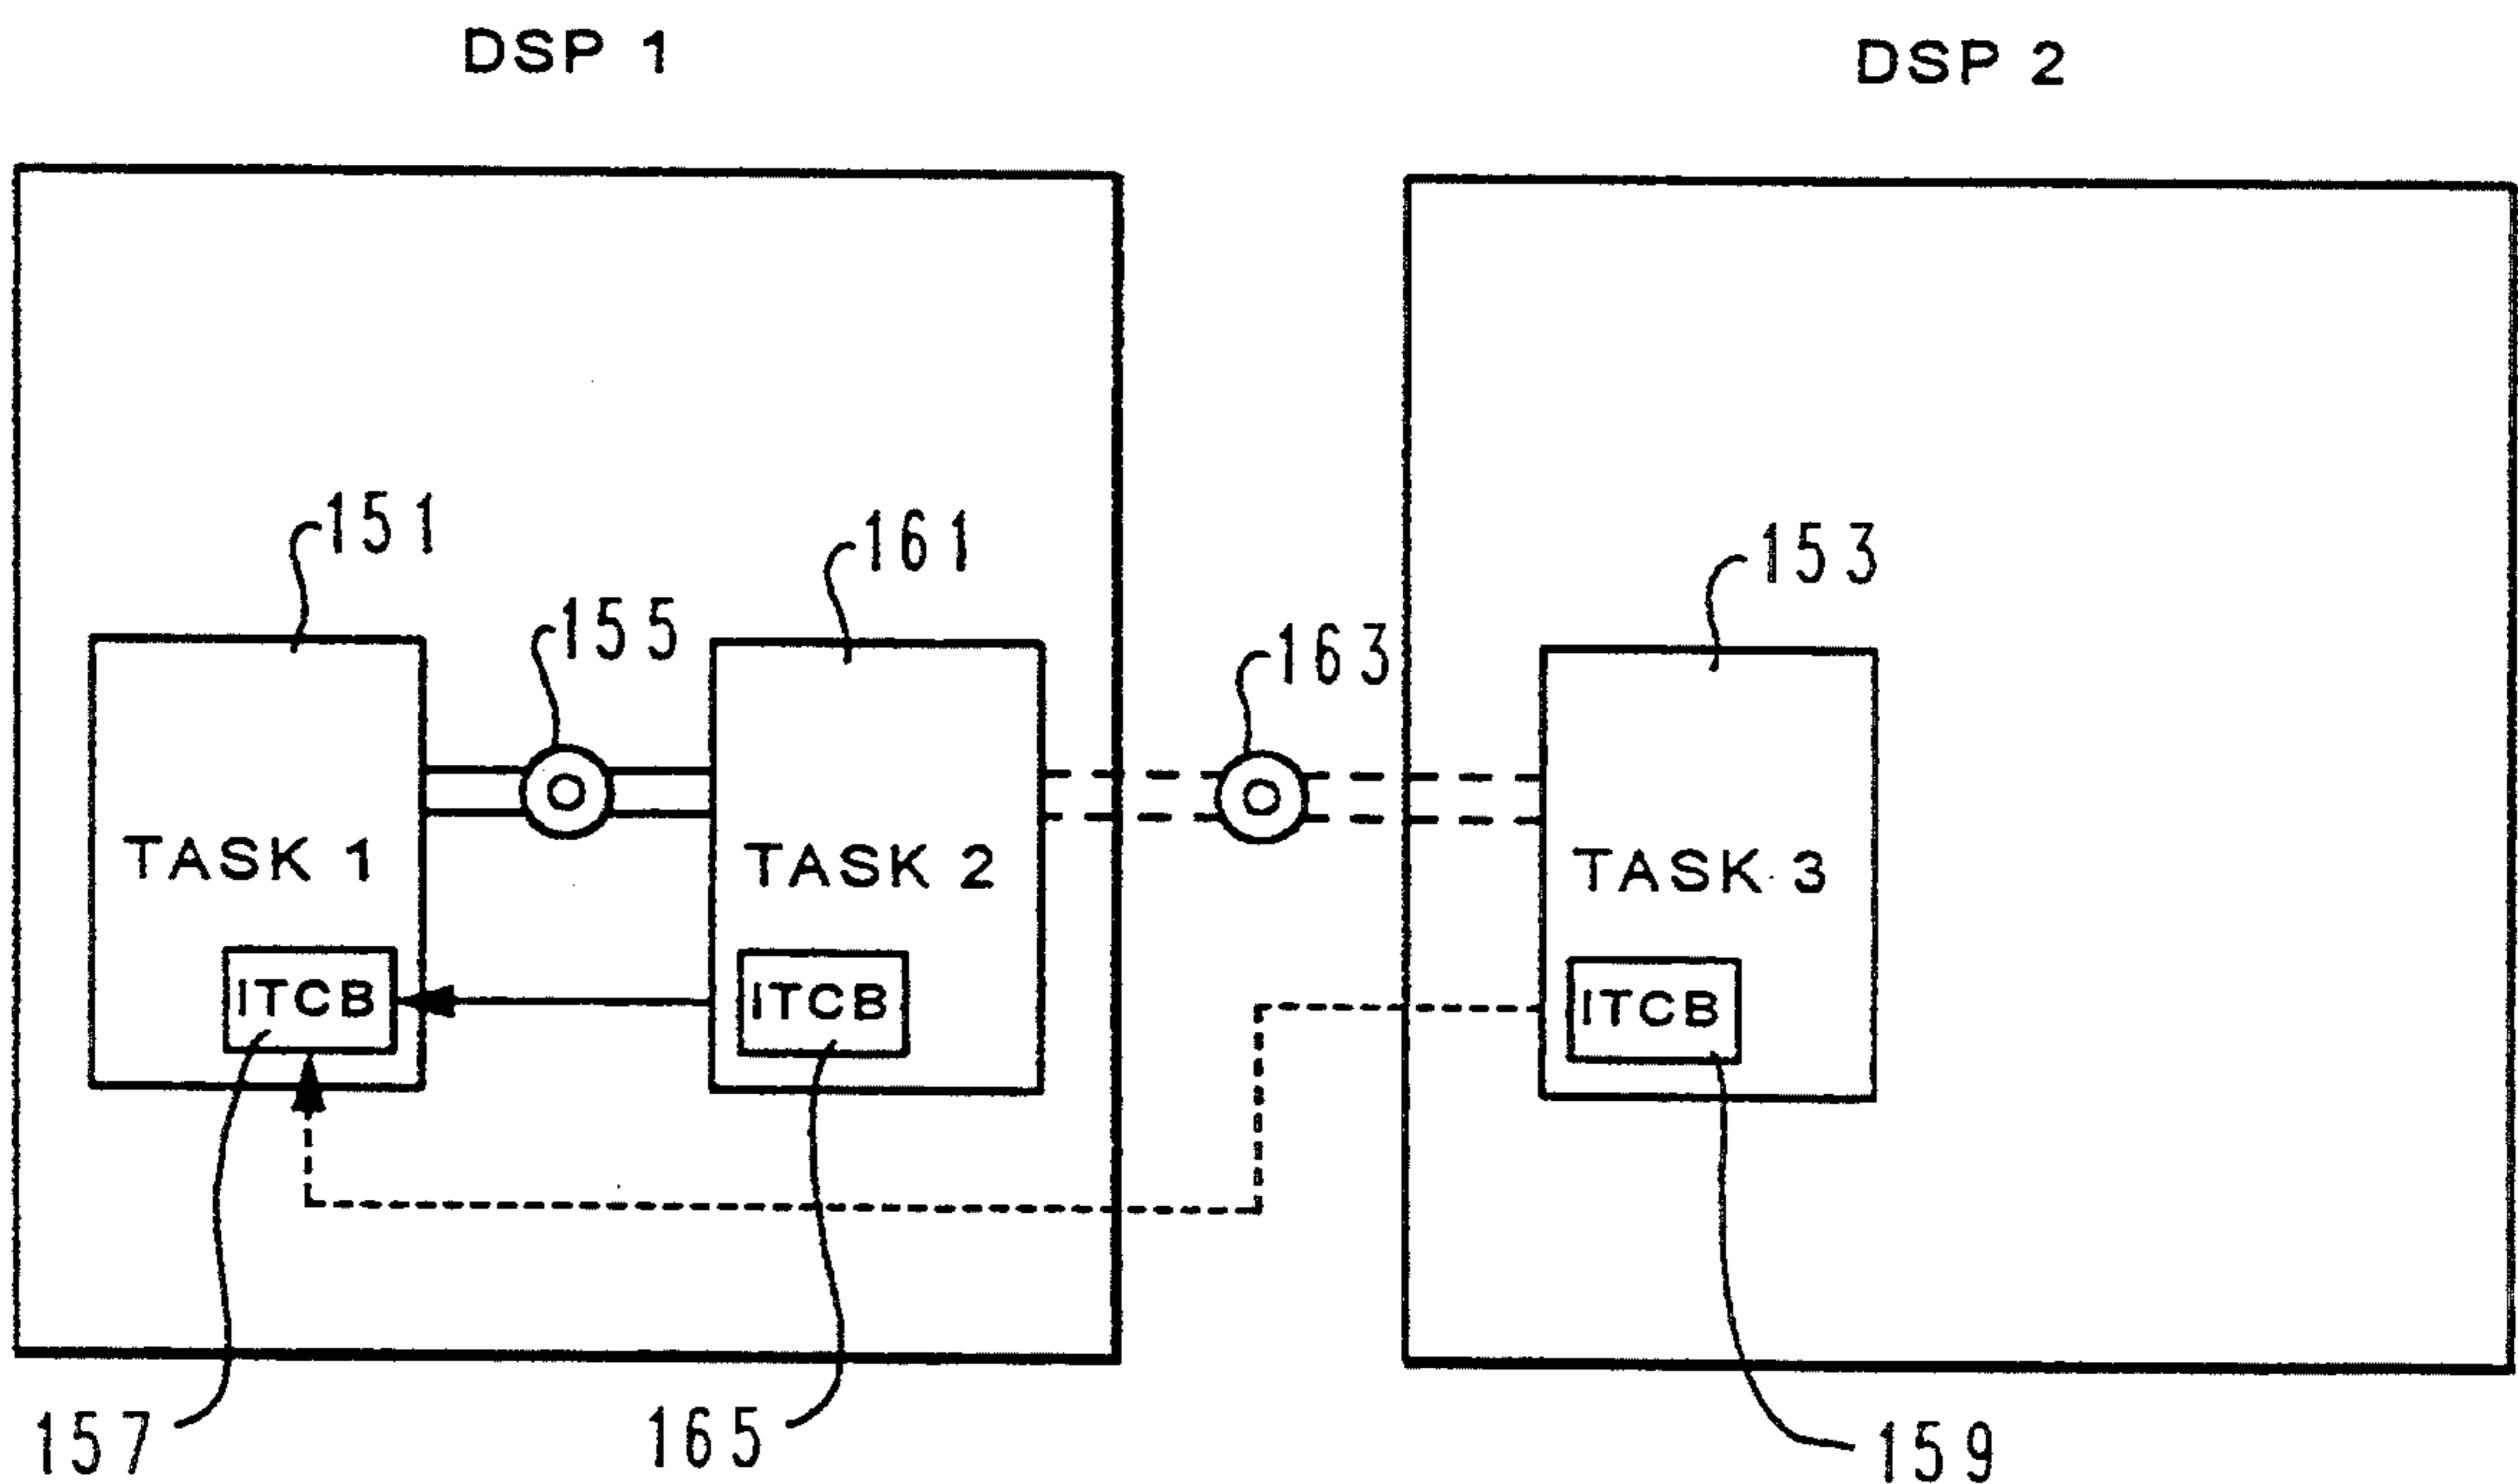 DSP 1
DSP 2
151
161
153
155
163
TASK 1
TASK 2
TASK 3
ITCB
ITCB
ITCB
157
165
159